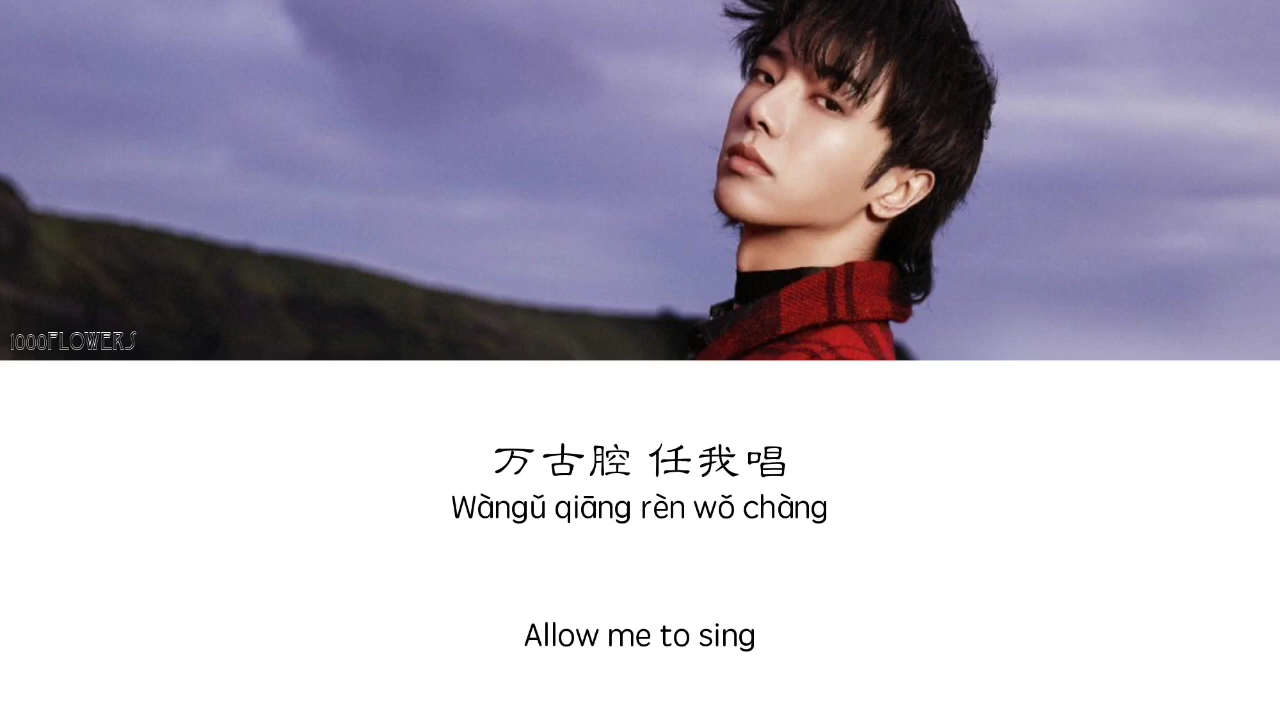 1000FLOWERS
万古腔 任我唱
Wàngǔ qiāng rèn wǒ chàng
Allow me to sing